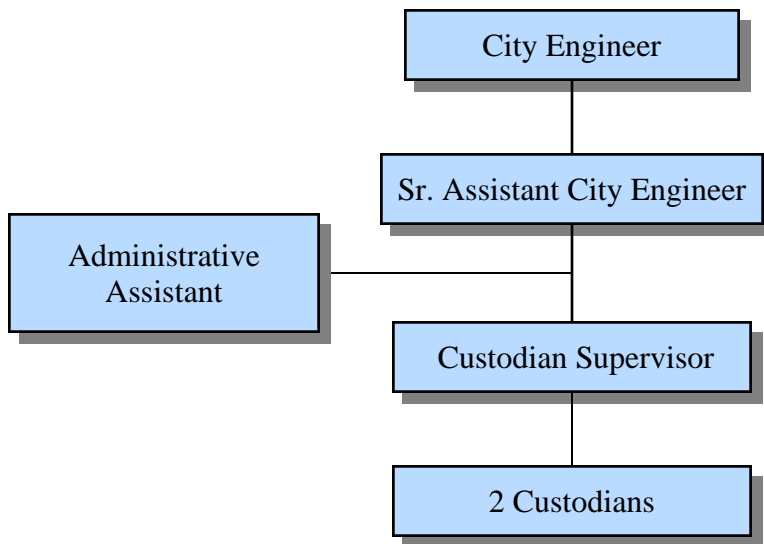 City Engineer
Sr. Assistant City Engineer
Administrative
Assistant
Custodian Supervisor
2 Custodians